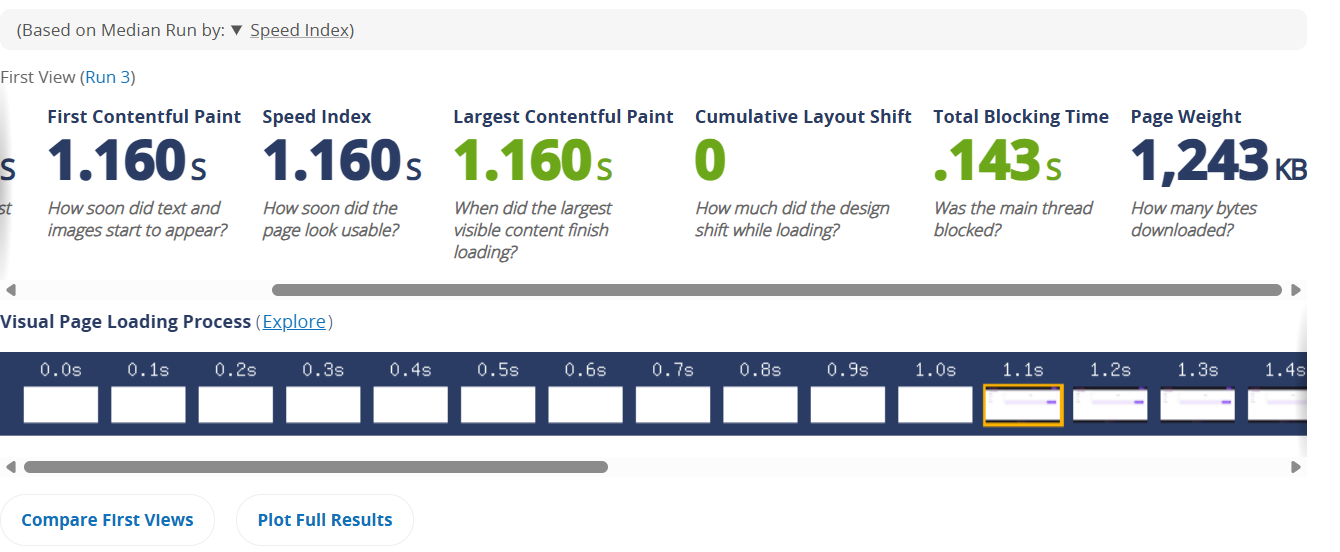 (Based on Median Run by: ▼ Speed Index)
First View (Run 3)
First Contentful Paint
Speed Index
Largest Contentful Paint
Cumulative Layout Shift
Total Blocking Time
Page Weight
S
1.160 S
1.160 S
1.160 S
0
.143 S
1,243 KB
st
How soon did text and
images start to appear?
How soon did the
page look usable?
When did the largest
visible content finish
loading?
How much did the design
shift while loading?
Was the main thread
blocked?
How many bytes
downloaded?
Visual Page Loading Process (Explore)
0.0s 0.1s 0.2s 0.3s 0.4s 0.5s 0.6s 0.7s 0.8s 0.9s 1.0s 1.1s 1.2s 1.3s 1.4s
Compare First Views
Plot Full Results